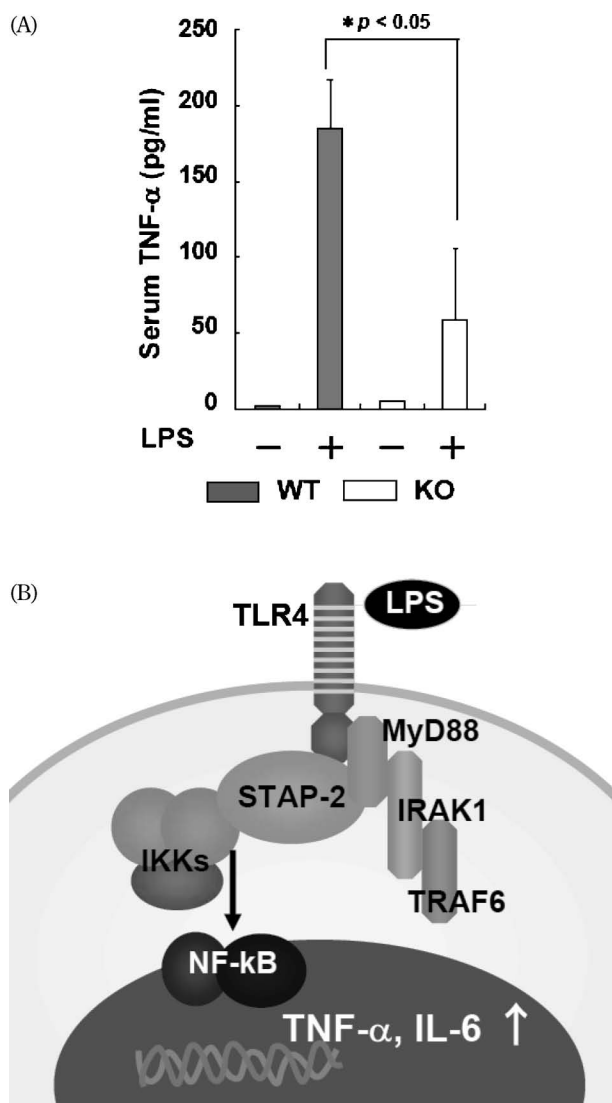 (A)
* p < 0.05
Serum TNF-α (pg/ml)
250
200
150
100
50
0
LPS − + − +
WT KO
(B)
LPS
TLR4
MyD88
STAP-2
IRAK1
IKKs
TRAF6
NF-kB
TNF-α, IL-6 ↑